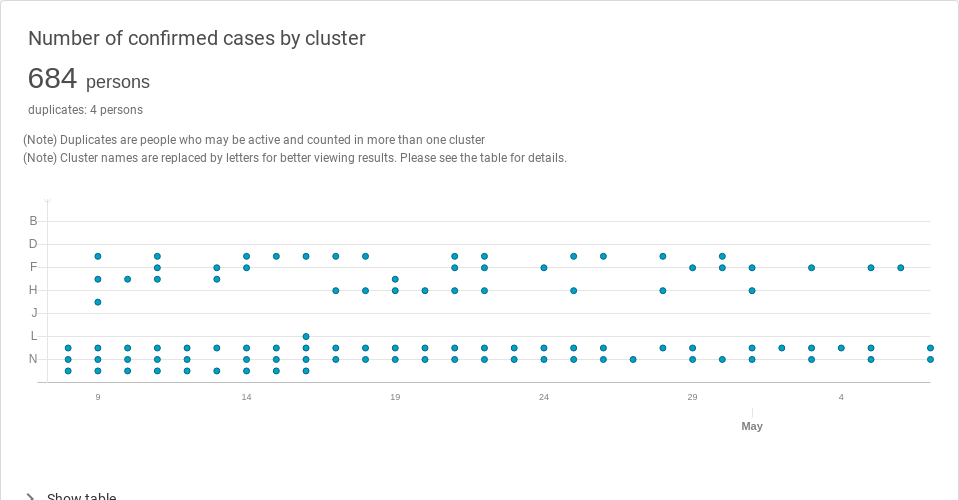 Number of confirmed cases by cluster
684 persons
duplicates: 4 persons
(Note) Duplicates are people who may be active and counted in more than one cluster
(Note) Cluster names are replaced by letters for better viewing results. Please see the table for details.
B
D
F
H
J
L
N
9 14 19 24 29 4
May
Show table